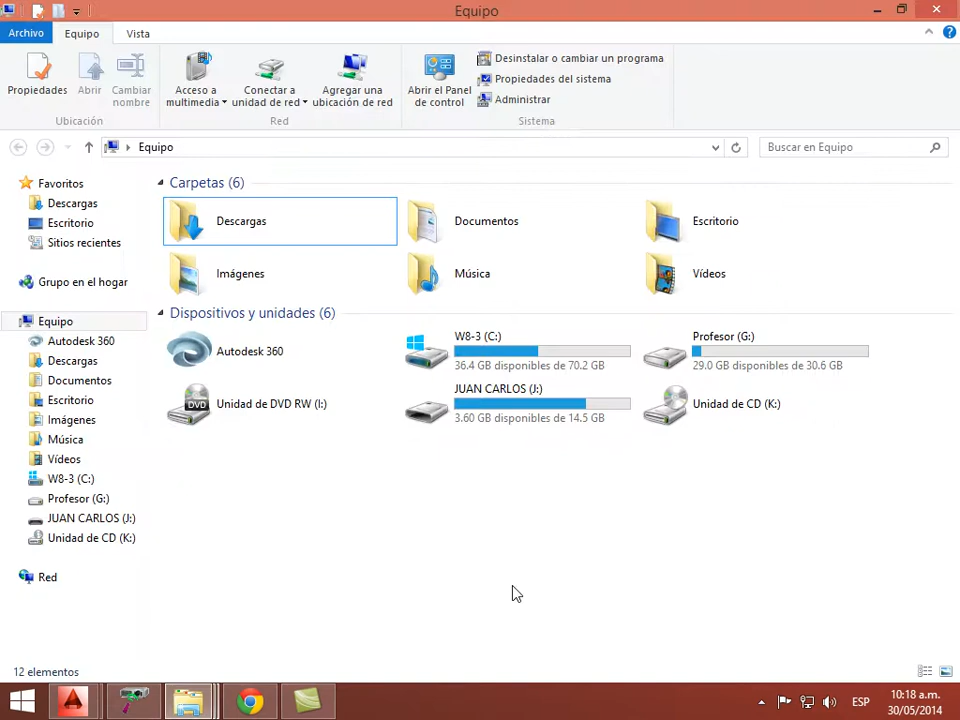 Equipo
Archivo
Equipo
Vista
Propiedades
Abrir
Cambiar
nombre
Acceso a
multimedia
Conectar a
unidad de red
Agregar una
ubicación de red
Abrir el Panel
de control
Desinstalar o cambiar un programa
Propiedades del sistema
Administrar
Ubicación
Red
Sistema
Equipo
Buscar en Equipo
Favoritos
Descargas
Escritorio
Sitios recientes
Grupo en el hogar
Equipo
Autodesk 360
Descargas
Documentos
Escritorio
Imágenes
Música
Vídeos
W8-3 (C:)
Profesor (G:)
JUAN CARLOS (J:)
Unidad de CD (K:)
Red
Carpetas (6)
Descargas
Documentos
Escritorio
Imágenes
Música
Vídeos
Dispositivos y unidades (6)
Autodesk 360
W8-3 (C:)
36.4 GB disponibles de 70.2 GB
Profesor (G:)
29.0 GB disponibles de 30.6 GB
DVD
Unidad de DVD RW (I:)
JUAN CARLOS (J:)
3.60 GB disponibles de 14.5 GB
Unidad de CD (K:)
12 elementos
ESP
10:18 a.m.
30/05/2014